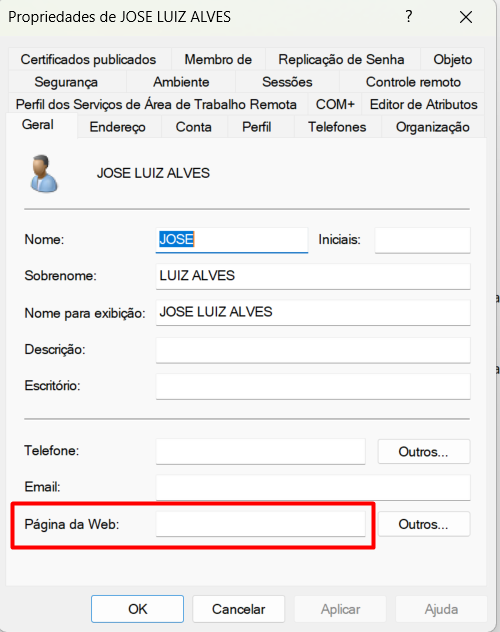 Propriedades de JOSE LUIZ ALVES ? ×
Certificados publicados Membro de Replicação de Senha Objeto
Segurança Ambiente Sessões Controle remoto
Perfil dos Serviços de Área de Trabalho Remota COM+ Editor de Atributos
Geral Endereço Conta Perfil Telefones Organização
JOSE LUIZ ALVES
Nome: JOSE Iniciais:
Sobrenome: LUIZ ALVES
Nome para exibição: JOSE LUIZ ALVES
Descrição:
Escritório:
Telefone: Outros...
Email:
Página da Web: Outros...
OK Cancelar Aplicar Ajuda